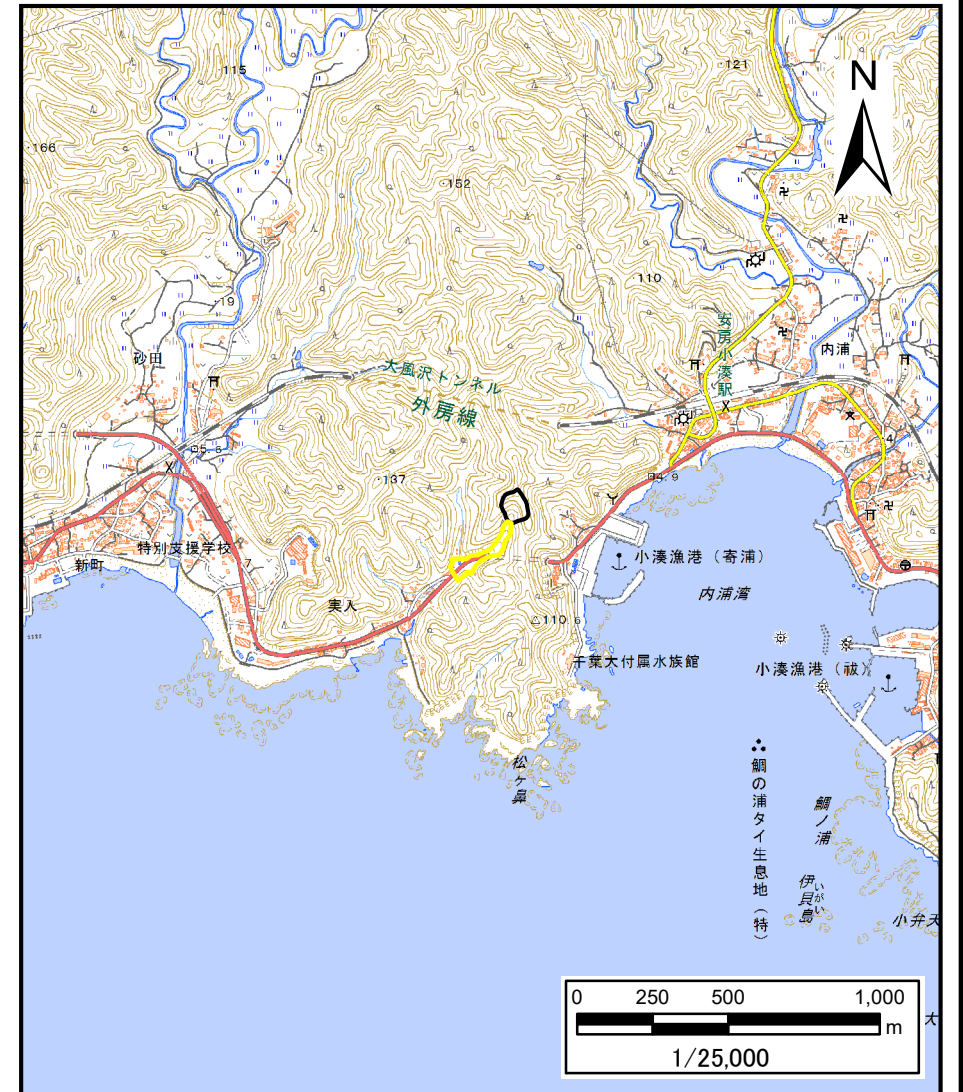 115
121
N
166
152
110
19
砂田
安房小湊駅
内浦
大風沢トンネル
外房線
50
5.6
4
137
4.9
特別支援学校
7
新町
小湊漁港（寄浦）
内浦湾
実入
110.6
千葉大付属水族館
小湊漁港（祓）
松ヶ鼻
鯛の浦タイ生息地（特）
鯛ノ浦
伊貝島
いがい
小弁天
大
0 250 500 1,000
m
1/25,000